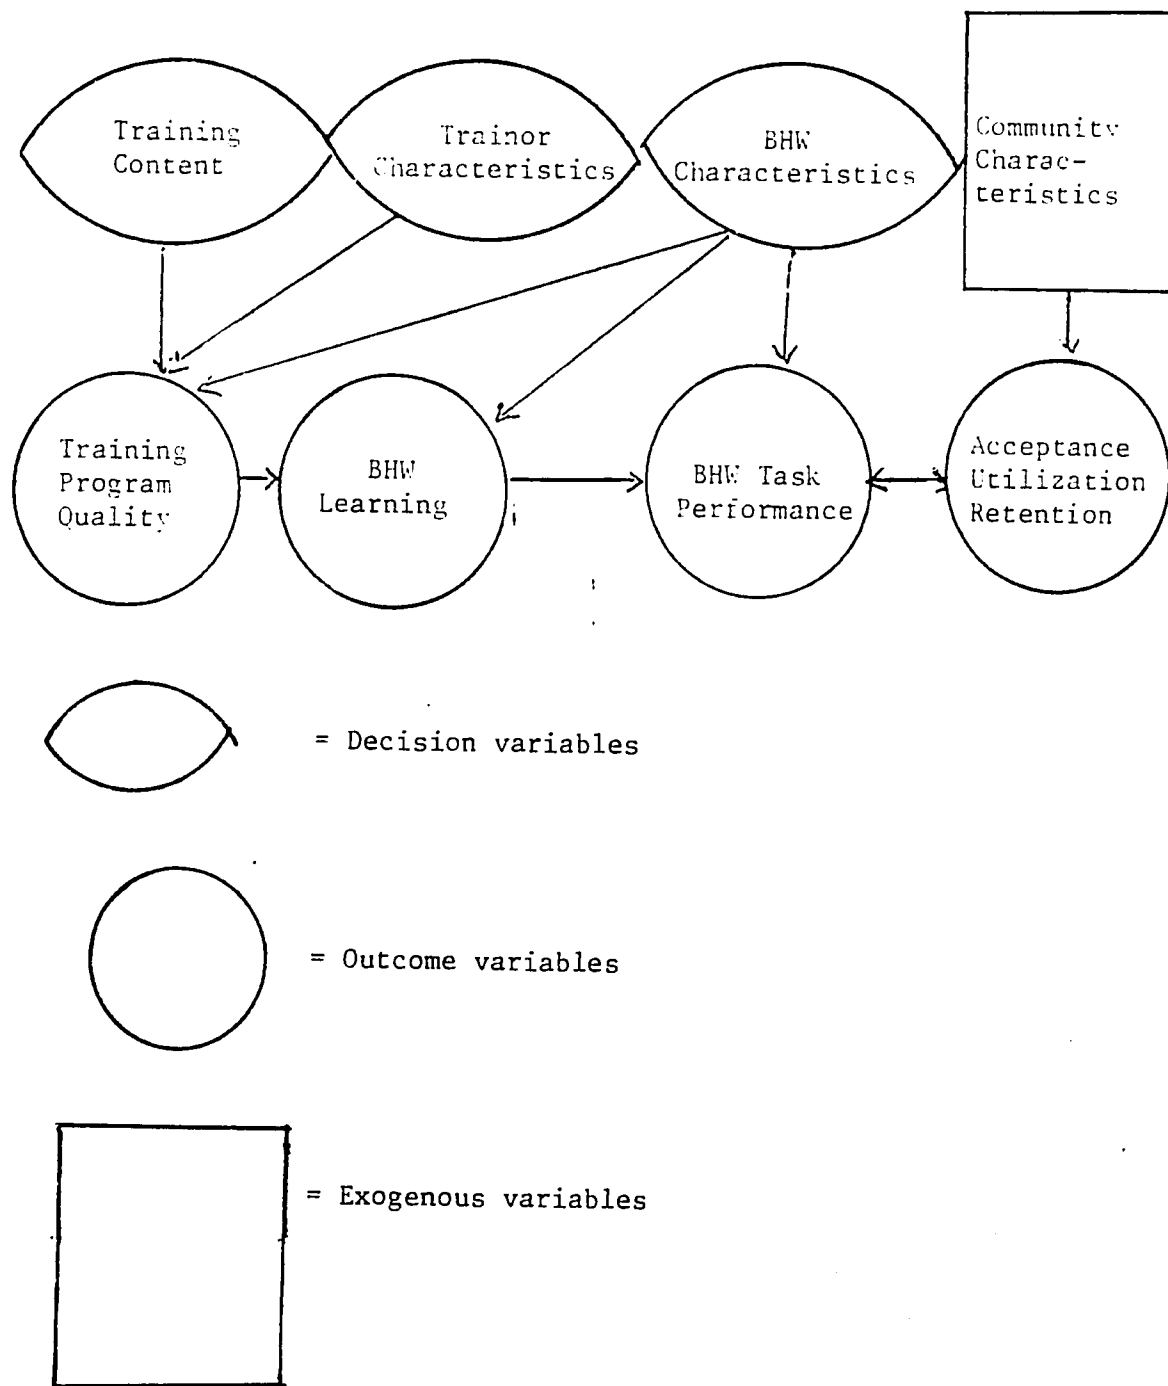 Training
Content
Trainor
Characteristics
BHW
Characteristics
Community
Charac-
teristics
Training
Program
Quality
BHW
Learning
BHW Task
Performance
Acceptance
Utilization
Retention
= Decision variables
= Outcome variables
= Exogenous variables